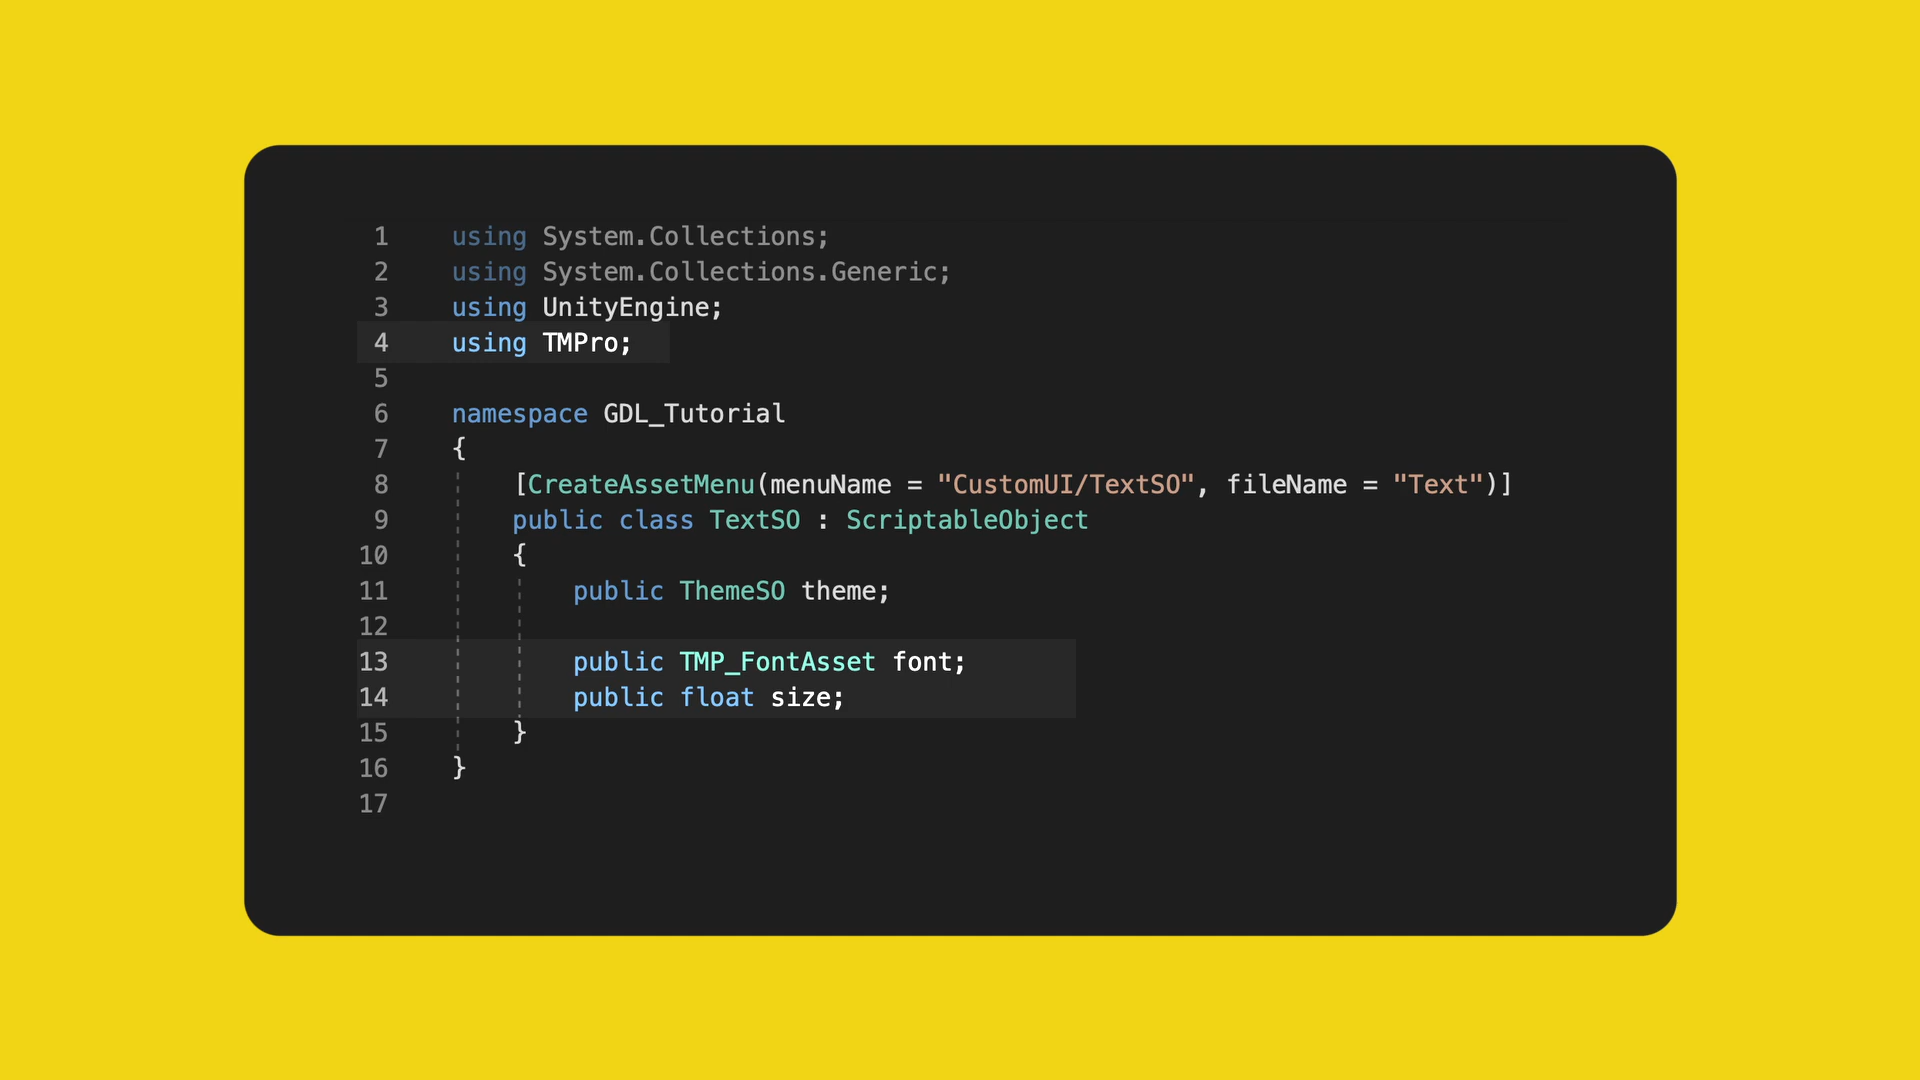 1 using System.Collections;
2 using System.Collections.Generic;
3 using UnityEngine;
4 using TMPro;
5
6 namespace GDL_Tutorial
7 {
8 [CreateAssetMenu(menuName = "CustomUI/TextSO", fileName = "Text")]
9 public class TextSO : ScriptableObject
10 {
11 public ThemeSO theme;
12
13 public TMP_FontAsset font;
14 public float size;
15 }
16 }
17